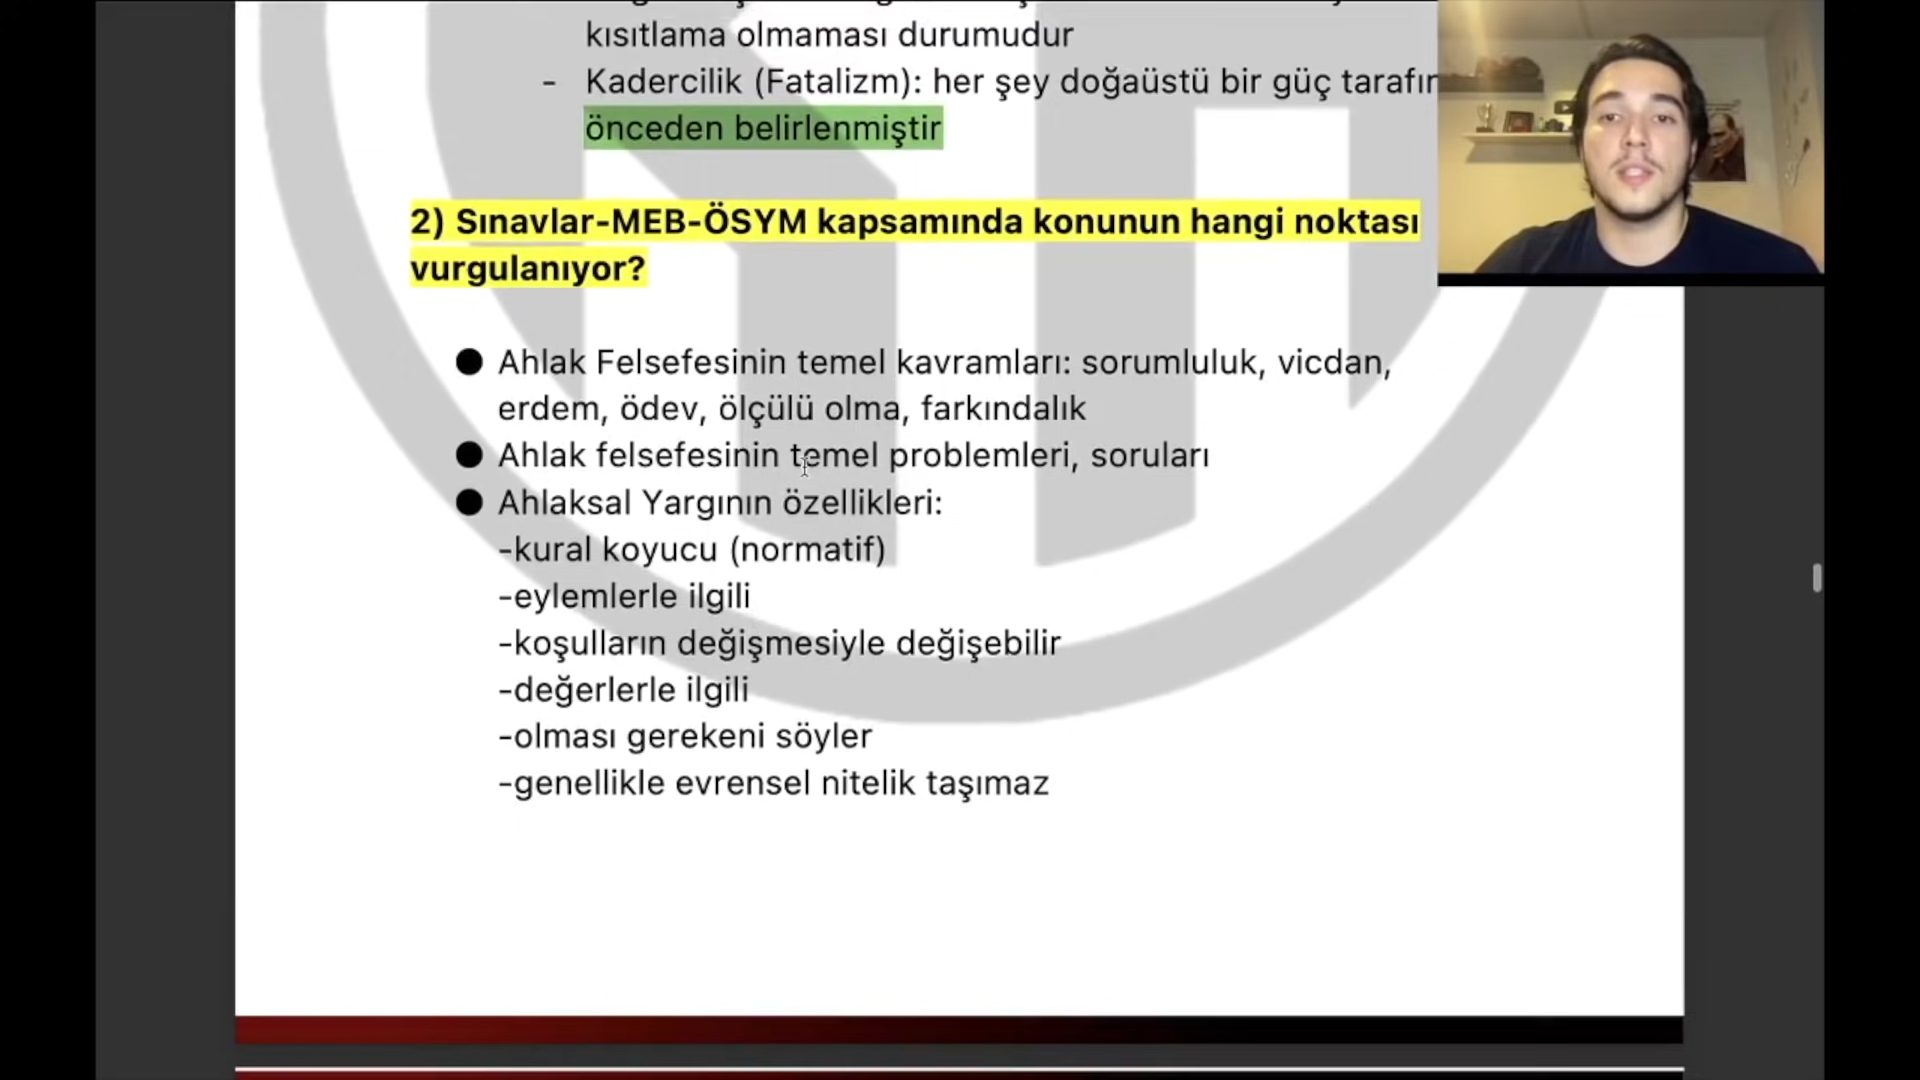 kısıtlama olmaması durumudur
- Kadercilik (Fatalizm): her şey doğaüstü bir güç
önceden belirlenmiştir
2) Sınavlar-MEB-ÖSYM kapsamında konunun hangi noktası
vurgulanıyor?
● Ahlak Felsefesinin temel kavramları: sorumluluk, vicdan,
erdem, ödev, ölçülü olma, farkındalık
● Ahlak felsefesinin temel problemleri, soruları
● Ahlaksal Yargının özellikleri:
-kural koyucu (normatif)
-eylemlerle ilgili
-koşulların değişmesiyle değişebilir
-değerlerle ilgili
-olması gerekeni söyler
-genellikle evrensel nitelik taşımaz